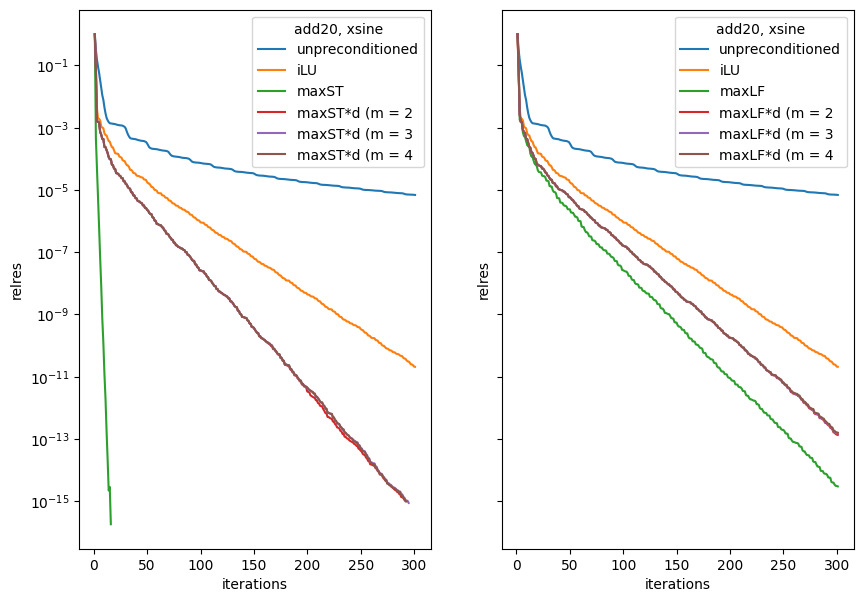 add20, xsine
unpreconditioned
iLU
maxST
maxST*d (m = 2
maxST*d (m = 3
maxST*d (m = 4
10⁻¹
10⁻³
10⁻⁵
10⁻⁷
10⁻⁹
10⁻¹¹
10⁻¹³
10⁻¹⁵
relres
0 50 100 150 200 250 300
iterations
add20, xsine
unpreconditioned
iLU
maxLF
maxLF*d (m = 2
maxLF*d (m = 3
maxLF*d (m = 4
relres
0 50 100 150 200 250 300
iterations